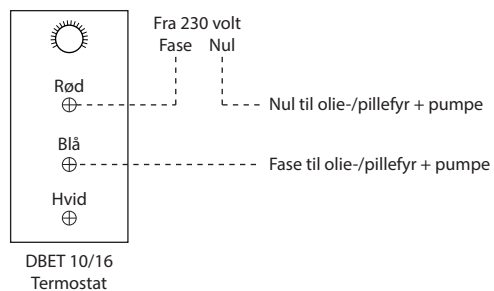 Fra 230 volt
Fase Nul
Rød
Nul til olie-/pillefyr + pumpe
Blå
Fase til olie-/pillefyr + pumpe
Hvid
DBET 10/16
Termostat